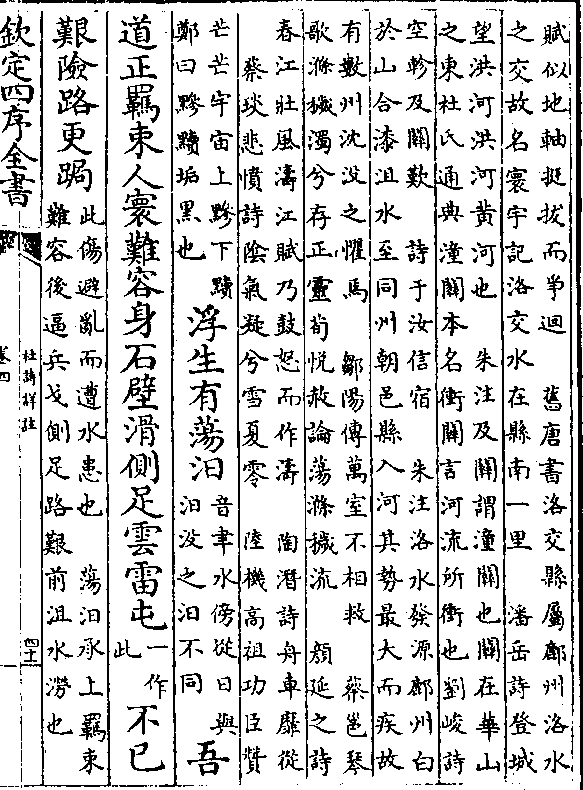 賦似地軸挺拔而爭迴　舊唐書洛交縣屬鄜州洛水
之交故名寰宇記洛交水在縣南一里　潘岳詩登城
望洪河洪河黃河也　朱注及關謂潼關也關在華山
之東杜氏通典潼關本名衝關言河流所衝也劉峻詩
空軫及關歎　詩于汝信宿　朱注洛水發源鄜州白
於山合漆沮水至同州朝邑縣入河其勢最大而疾故
有數州沈没之懼焉　鄒陽傳萬室不相救　蔡邕琴
歌滌穢濁兮存正靈荀悦赦論蕩滌穢流　顔延之詩
春江壯風濤江賦乃鼓怒而作濤　陶潛詩舟車靡從
蔡琰悲憤詩陰氣凝兮雪夏零　陸機高祖功臣贊
芒芒宇宙上黲下黷
鄭曰黲黷垢黑也
浮生有蕩汩
音聿水傍從日與
汨没之汨不同
吾
道正羈束人寰難容身石壁滑側足雲雷屯
一作
此
不已
艱險路更跼
此傷避亂而遭水患也　蕩汩承上羈束
難容後逼兵戈側足路艱前沮水澇也
欽定四庫全書
杜詩詳註
卷四
四十一